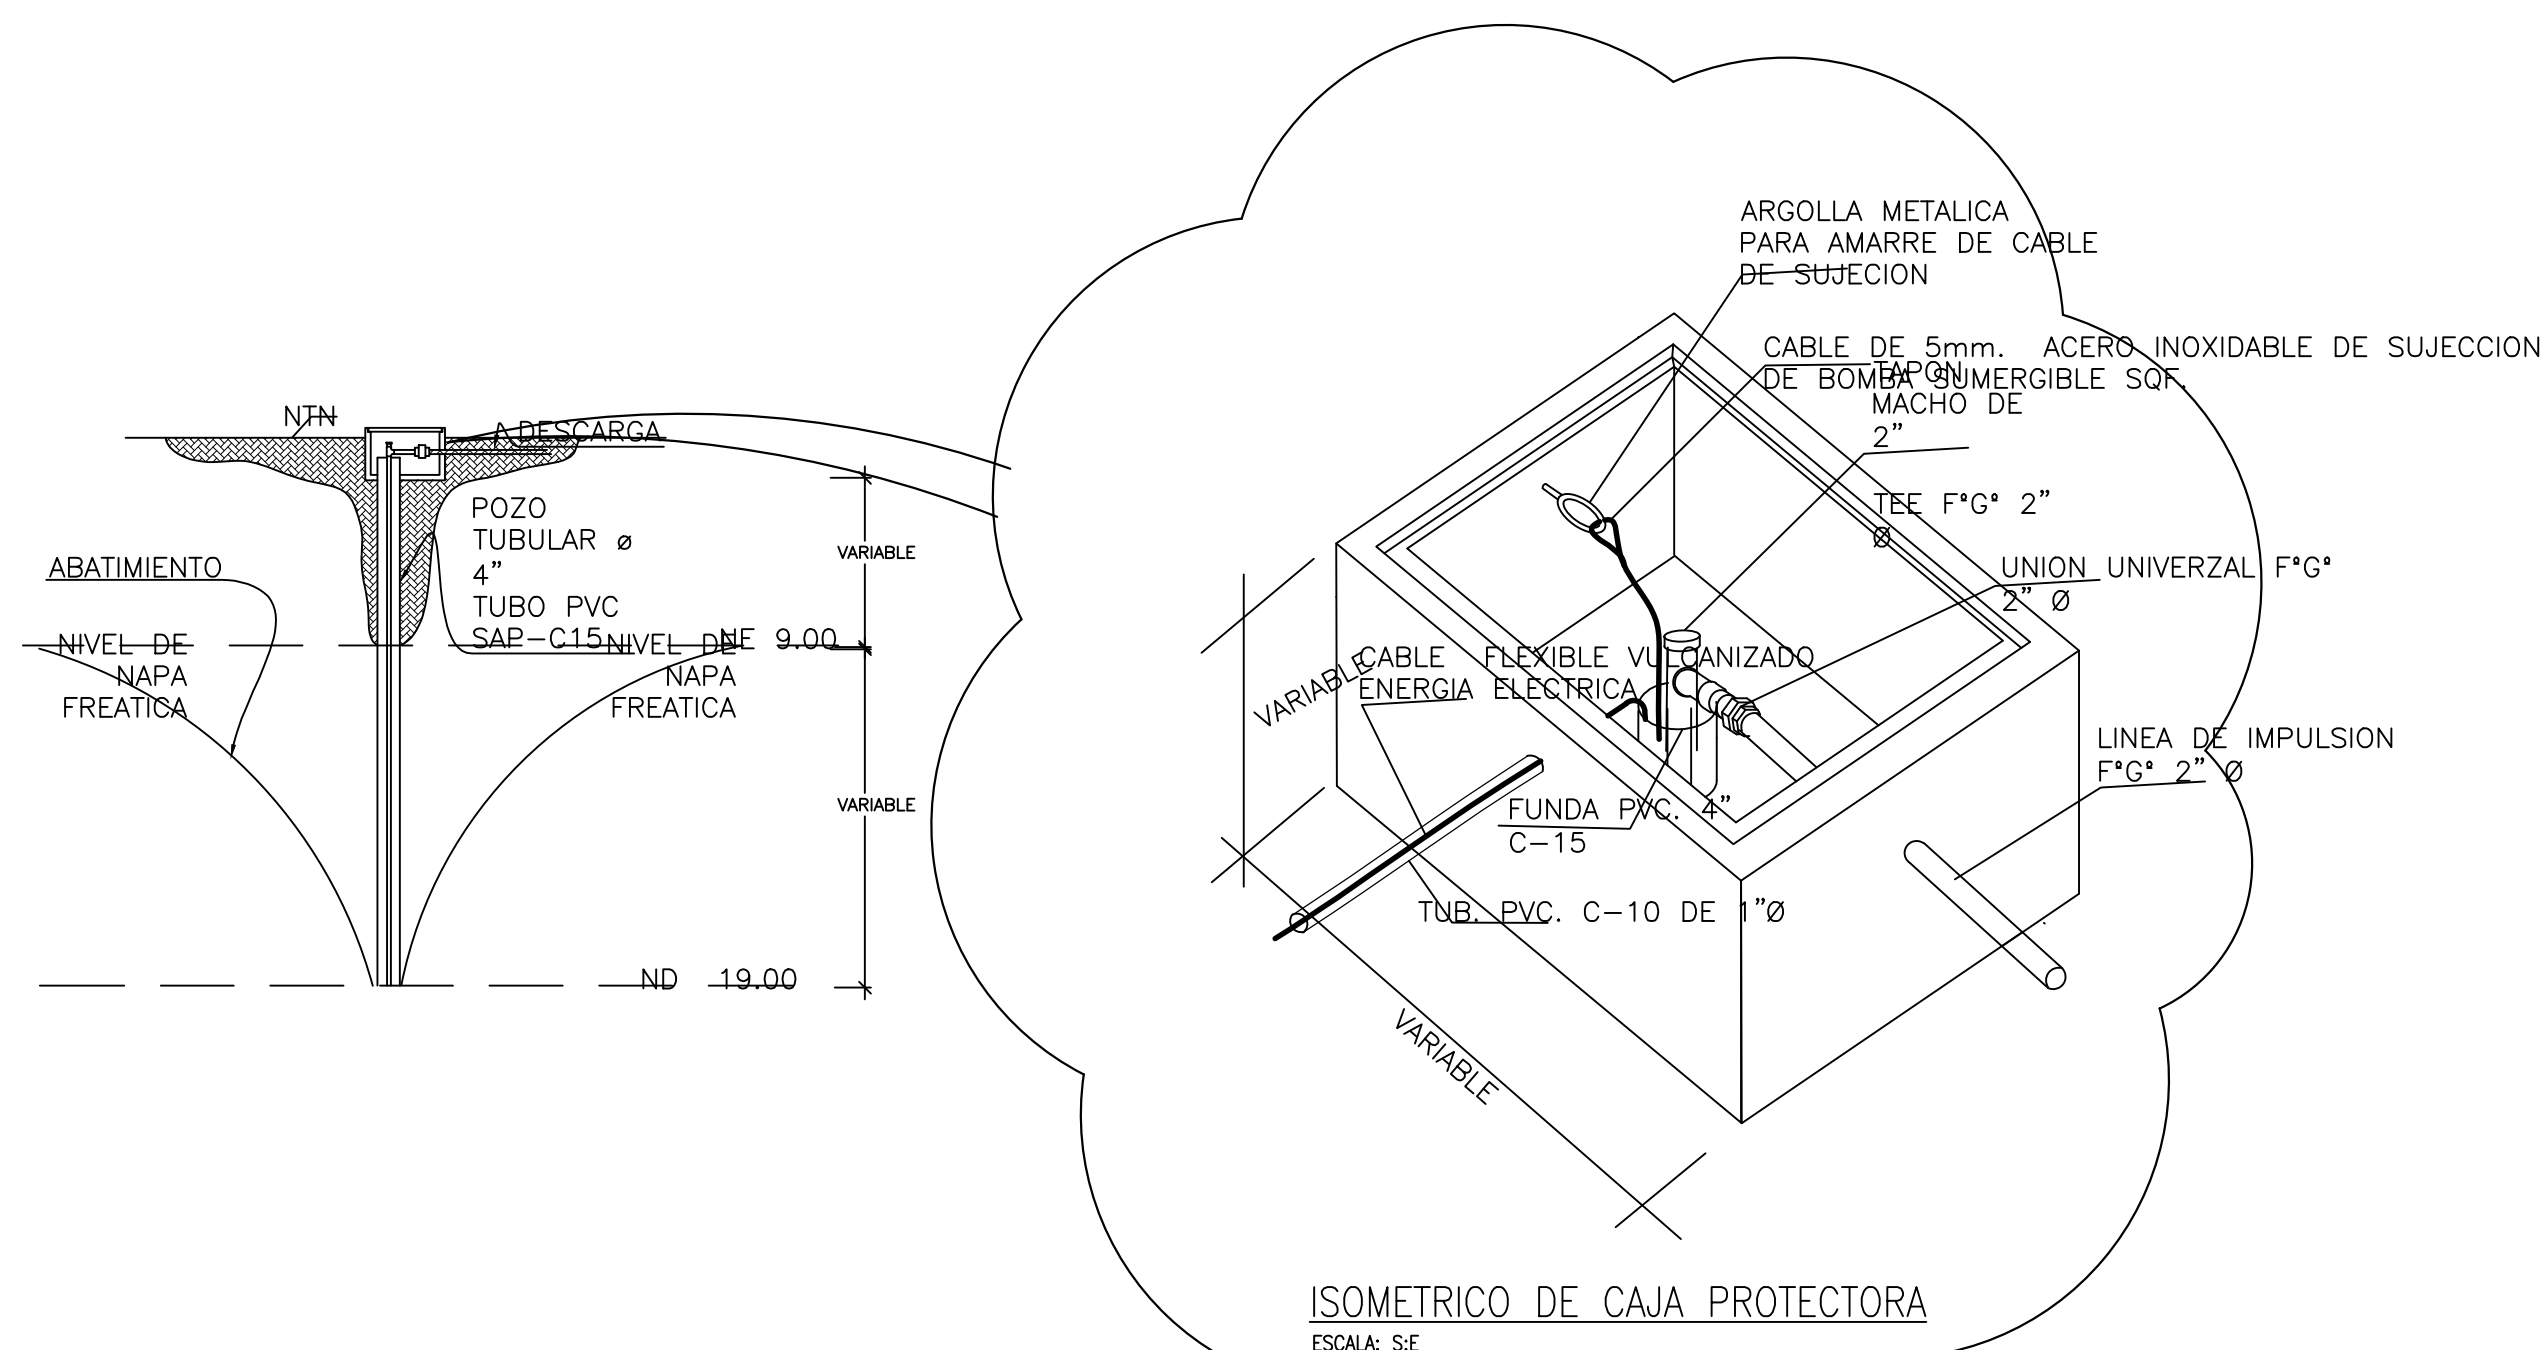 NTN
DESCARGA
POZO
TUBULAR ø
4"
TUBO PVC
SAP-C15
ABATIMIENTO
NIVEL DE
NAPA
FREATICA
NIVEL DE
NAPA
FREATICA
NE 9.00
ND 19.00
VARIABLE
VARIABLE
ARGOLLA METALICA
PARA AMARRE DE CABLE
DE SUJECION
CABLE DE 5mm. ACERO INOXIDABLE DE SUJECCION
DE BOMBA SUMERGIBLE SQF.
TAPON
MACHO DE
2"
TEE FºGº 2"
Ø
UNION UNIVERZAL FºGº
2" Ø
CABLE FLEXIBLE VULCANIZADO
ENERGIA ELECTRICA
VARIABLE
LINEA DE IMPULSION
FºGº 2" Ø
FUNDA PVC. 4"
C-15
TUB. PVC. C-10 DE 1"Ø
VARIABLE
ISOMETRICO DE CAJA PROTECTORA
ESCALA: S:E